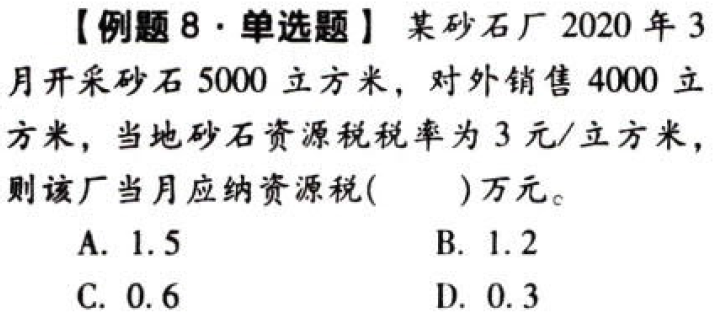 【例题 8·单选题】 某砂石厂 2020 年 3
月开采砂石 5000 立方米，对外销售 4000 立
方米，当地砂石资源税税率为 3 元/立方米，
则该厂当月应纳资源税(    )万元。
A. 1.5    B. 1.2
C. 0.6    D. 0.3